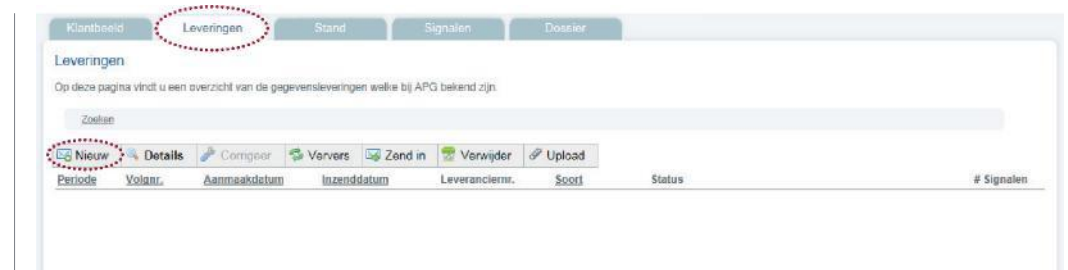 Klantbeeld Leveringen Stand Signalen Dossier
Leveringen
Op deze pagina vindt u een overzicht van de gegevensleveringen welke bij APG bekend zijn.
Zoeken
Nieuw Details Corrigeer Ververs Zend in Verwijder Upload
Periode Volgnr. Aanmaakdatum Inzenddatum Leveranciernr. Soort Status # Signalen